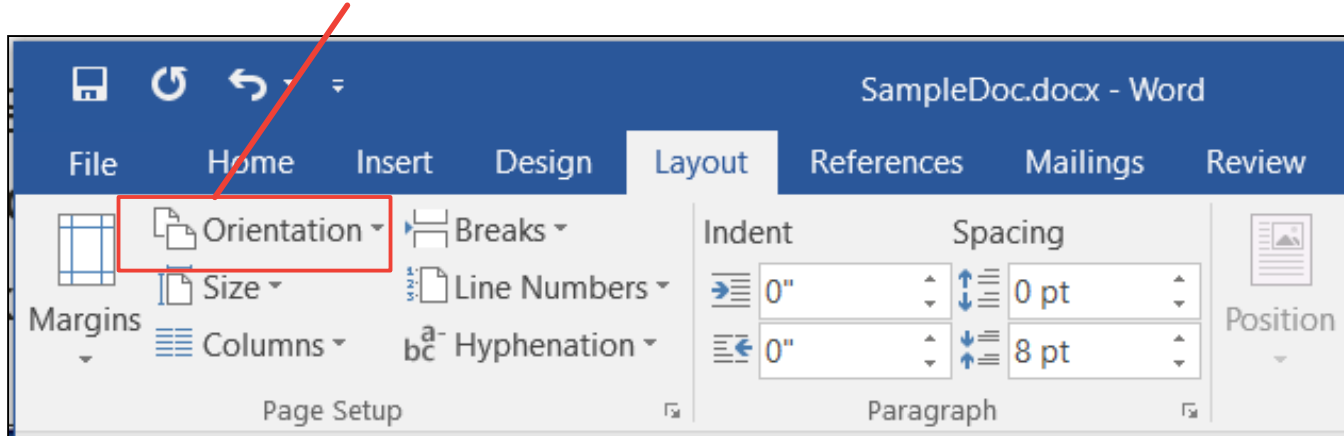 SampleDoc.docx - Word
File Home Insert Design Layout References Mailings Review
Orientation Breaks Indent Spacing
Size Line Numbers 0" 0 pt
Margins Columns Hyphenation 0" 8 pt Position
Page Setup Paragraph